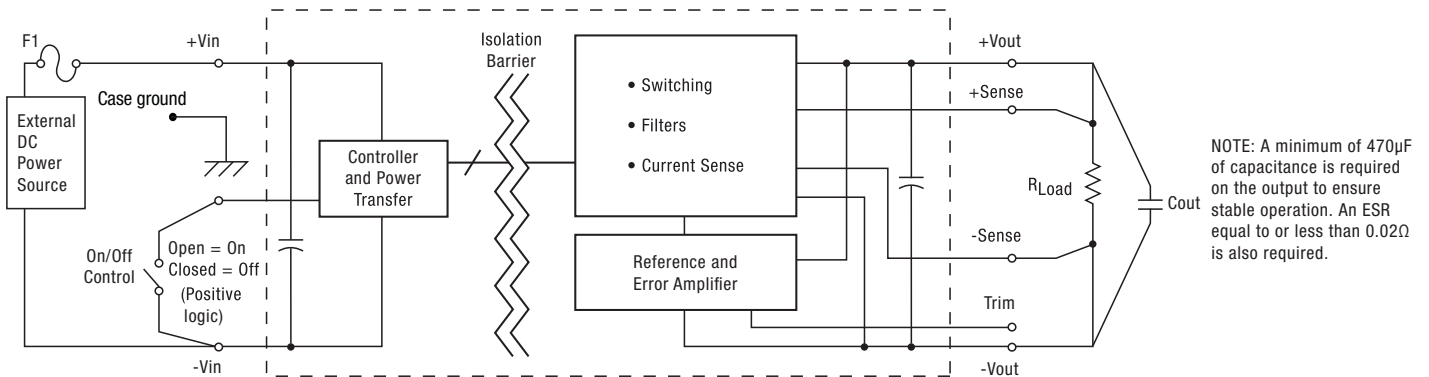 F1
+Vin
External
DC
Power
Source
Case ground
On/Off
Control
Open = On
Closed = Off
(Positive
logic)
-Vin
Controller
and Power
Transfer
Isolation
Barrier
• Switching
• Filters
• Current Sense
Reference and
Error Amplifier
+Vout
+Sense
-Sense
Trim
-Vout
RLoad
Cout
NOTE: A minimum of 470µF
of capacitance is required
on the output to ensure
stable operation. An ESR
equal to or less than 0.02Ω
is also required.